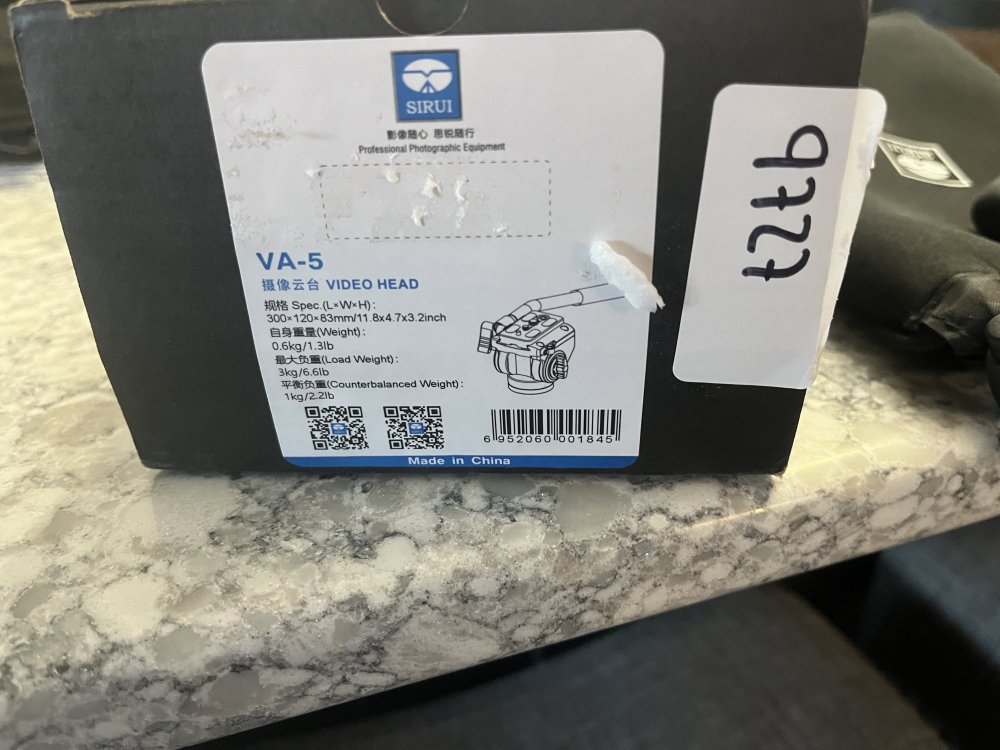 SIRUI
影像随心 思锐随行
Professional Photographic Equipment
VA-5
摄像云台 VIDEO HEAD
规格 Spec.(L×W×H):
300×120×83mm/11.8x4.7x3.2inch
自身重量(Weight):
0.6kg/1.3lb
最大负重(Load Weight):
3kg/6.6lb
平衡负重(Counterbalanced Weight):
1kg/2.2lb
6 952060 001845
Made in China